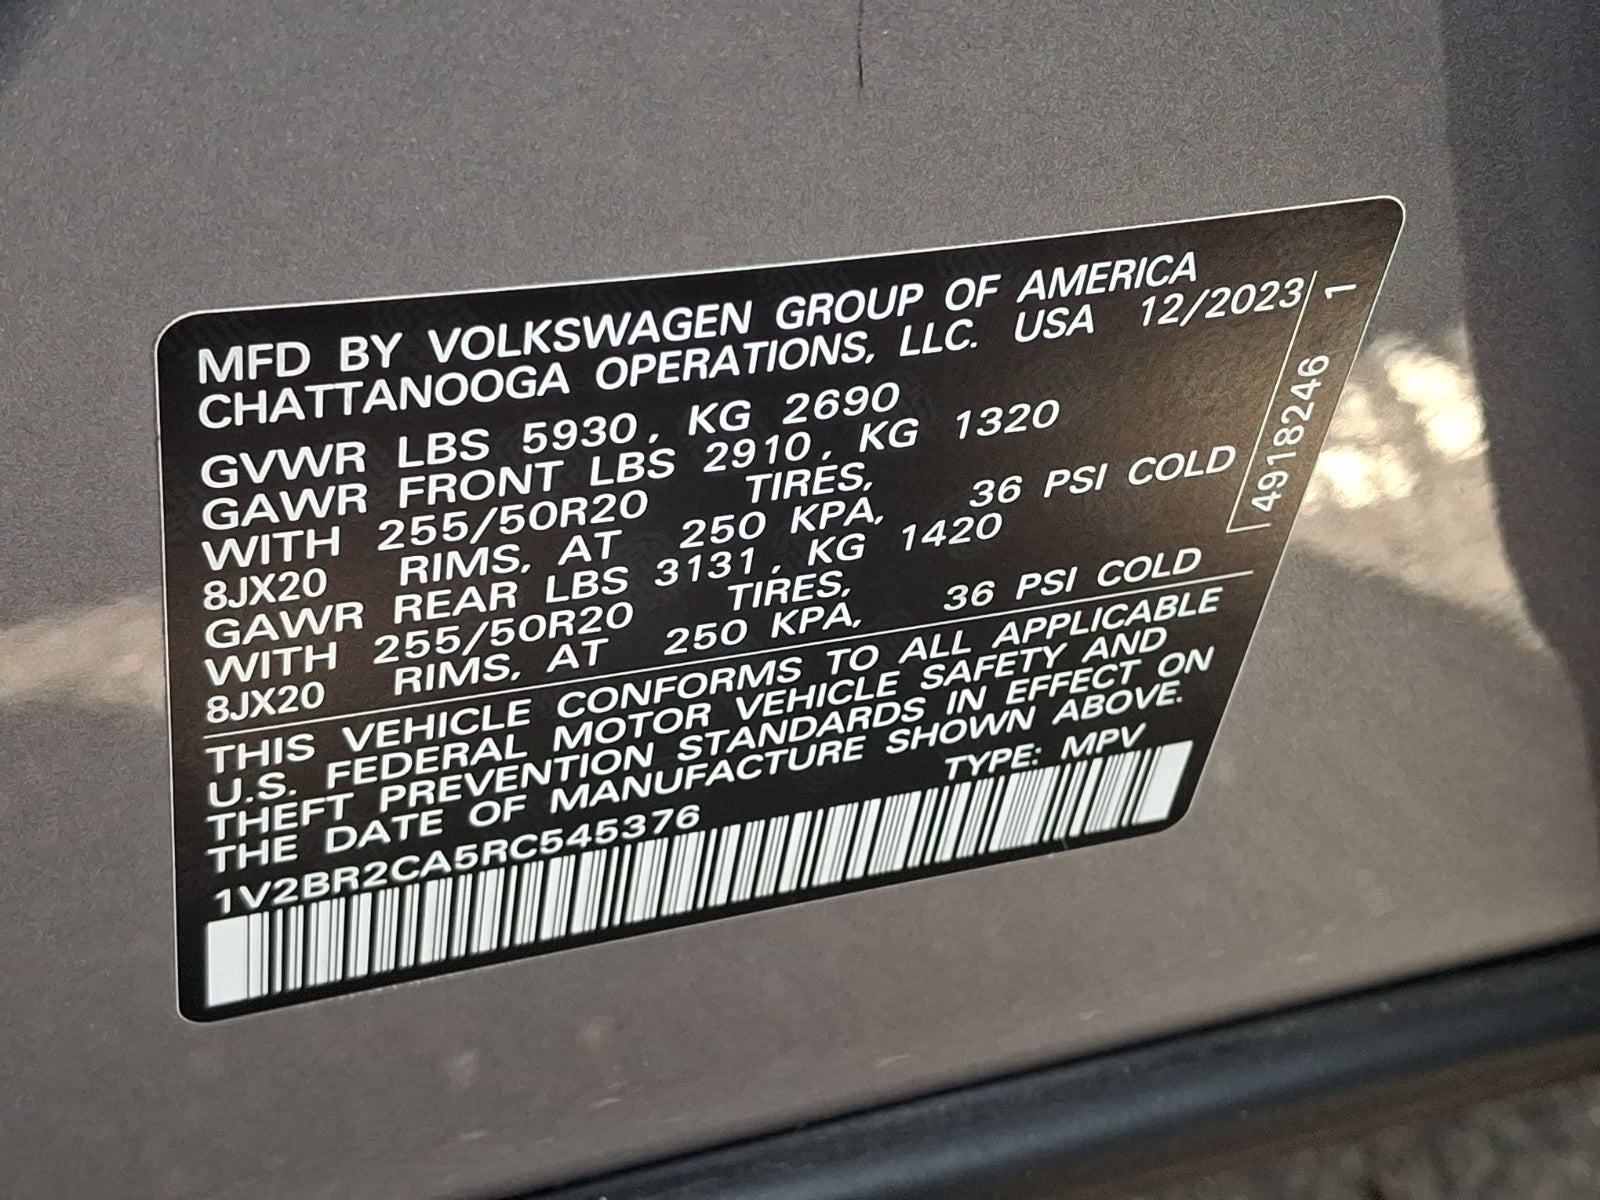 MFD BY VOLKSWAGEN GROUP OF AMERICA
CHATTANOOGA OPERATIONS, LLC. USA 12/2023
GVWR LBS 5930, KG 2690
GAWR FRONT LBS 2910, KG 1320
WITH 255/50R20 TIRES,
8JX20 RIMS, AT 250 KPA, 36 PSI COLD
GAWR REAR LBS 3131, KG 1420
WITH 255/50R20 TIRES,
8JX20 RIMS, AT 250 KPA, 36 PSI COLD
THIS VEHICLE CONFORMS TO ALL APPLICABLE
U.S. FEDERAL MOTOR VEHICLE SAFETY AND
THEFT PREVENTION STANDARDS IN EFFECT ON
THE DATE OF MANUFACTURE SHOWN ABOVE.
1V2BR2CA5RC545376 TYPE: MPV
4918246 1